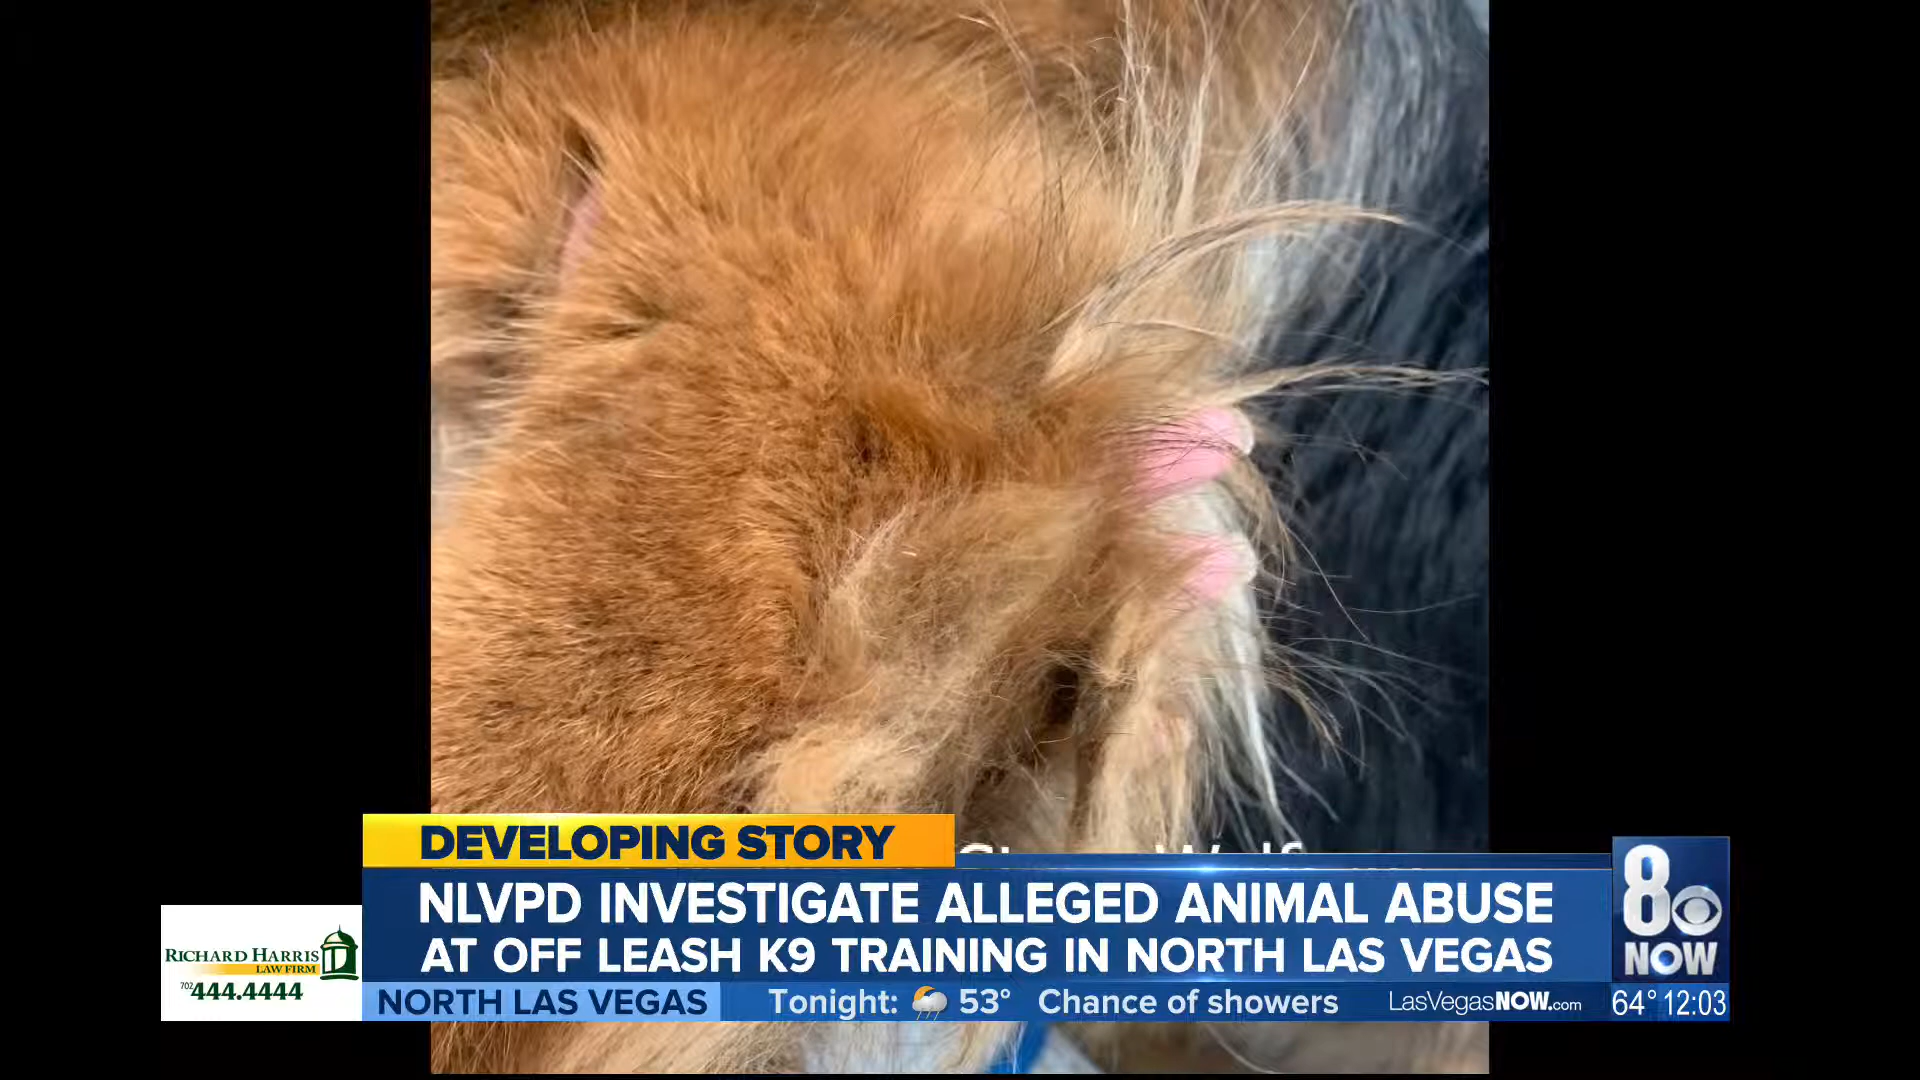 DEVELOPING STORY
NLVPD INVESTIGATE ALLEGED ANIMAL ABUSE
AT OFF LEASH K9 TRAINING IN NORTH LAS VEGAS
8
NOW
RICHARD HARRIS
LAW FIRM
702 444.4444
NORTH LAS VEGAS
Tonight: 53° Chance of showers
LasVegasNOW.com
64° 12:03